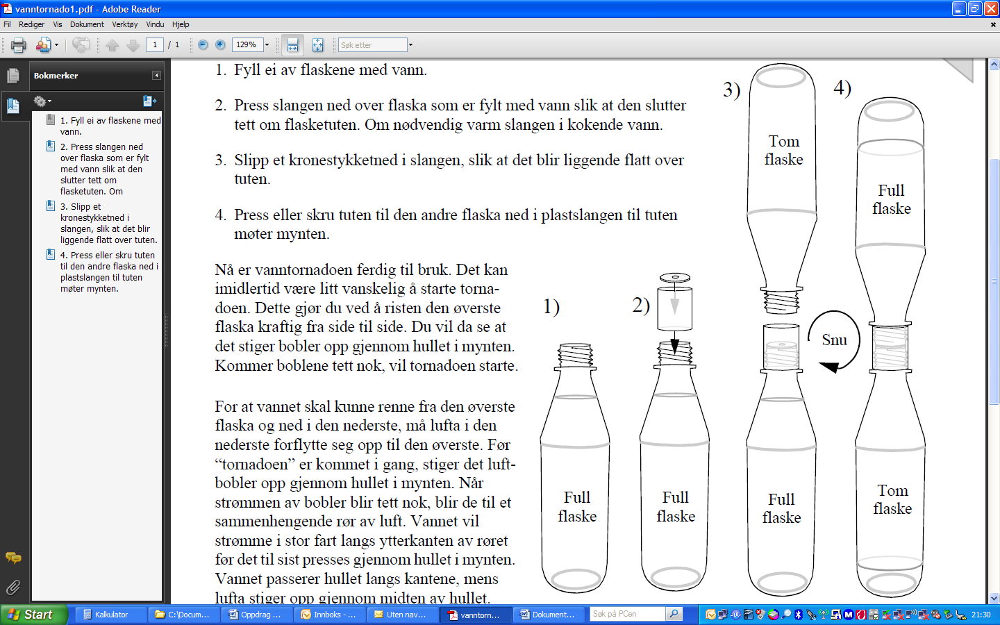 vanntornado1.pdf - Adobe Reader
Fil Rediger Vis Dokument Verktøy Vindu Hjelp
1 / 1 129% Søk etter
Bokmerker
1. Fyll ei av flaskene med
vann.
2. Press slangen ned
over flaska som er fylt
med vann slik at den
slutter tett om
flasketuten. Om
3. Slipp et
kronestykketned i
slangen, slik at det blir
liggende flatt over tuten.
4. Press eller skru tuten
til den andre flaska ned i
plastslangen til tuten
møter mynten.
1. Fyll ei av flaskene med vann.
2. Press slangen ned over flaska som er fylt med vann slik at den slutter
tett om flasketuten. Om nødvendig varm slangen i kokende vann.
3. Slipp et kronestykketned i slangen, slik at det blir liggende flatt over
tuten.
4. Press eller skru tuten til den andre flaska ned i plastslangen til tuten
møter mynten.
Nå er vanntornadoen ferdig til bruk. Det kan
imidlertid være litt vanskelig å starte torna-
doen. Dette gjør du ved å risten den øverste
flaska kraftig fra side til side. Du vil da se at
det stiger bobler opp gjennom hullet i mynten.
Kommer boblene tett nok, vil tornadoen starte.
For at vannet skal kunne renne fra den øverste
flaska og ned i den nederste, må lufta i den
nederste forflytte seg opp til den øverste. Før
“tornadoen” er kommet i gang, stiger det luft-
bobler opp gjennom hullet i mynten. Når
strømmen av bobler blir tett nok, blir de til et
sammenhengende rør av luft. Vannet vil
strømme i stor fart langs ytterkanten av røret
før det til sist presses gjennom hullet i mynten.
Vannet passerer hullet langs kantene, mens
lufta stiger opp gjennom midten av hullet.
1)
Full
flaske
2)
Full
flaske
3)
Tom
flaske
Full
flaske
Snu
4)
Full
flaske
Tom
flaske
Start Kalkulator C:\Docum... Oppdrag ... Innboks - ... Uten nav... vanntorn... Dokument... Søk på PCen 21:30